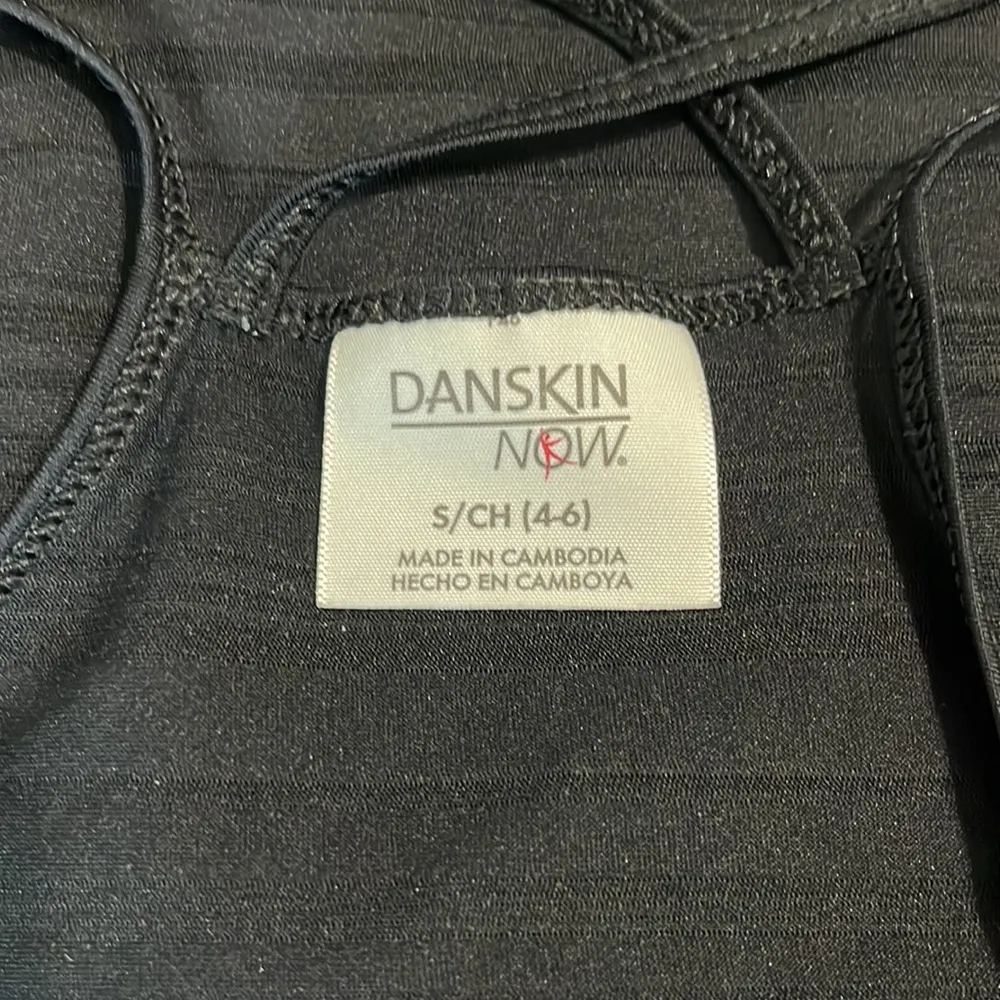 DANSKIN
NOW.
S/CH (4-6)
MADE IN CAMBODIA
HECHO EN CAMBOYA